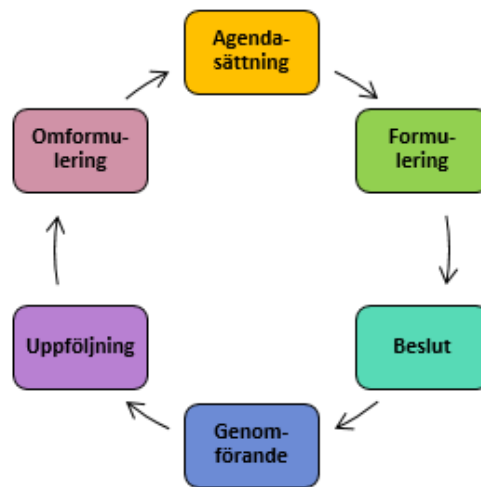 Agenda-
sättning
Formu-
lering
Beslut
Genom-
förande
Uppföljning
Omformu-
lering